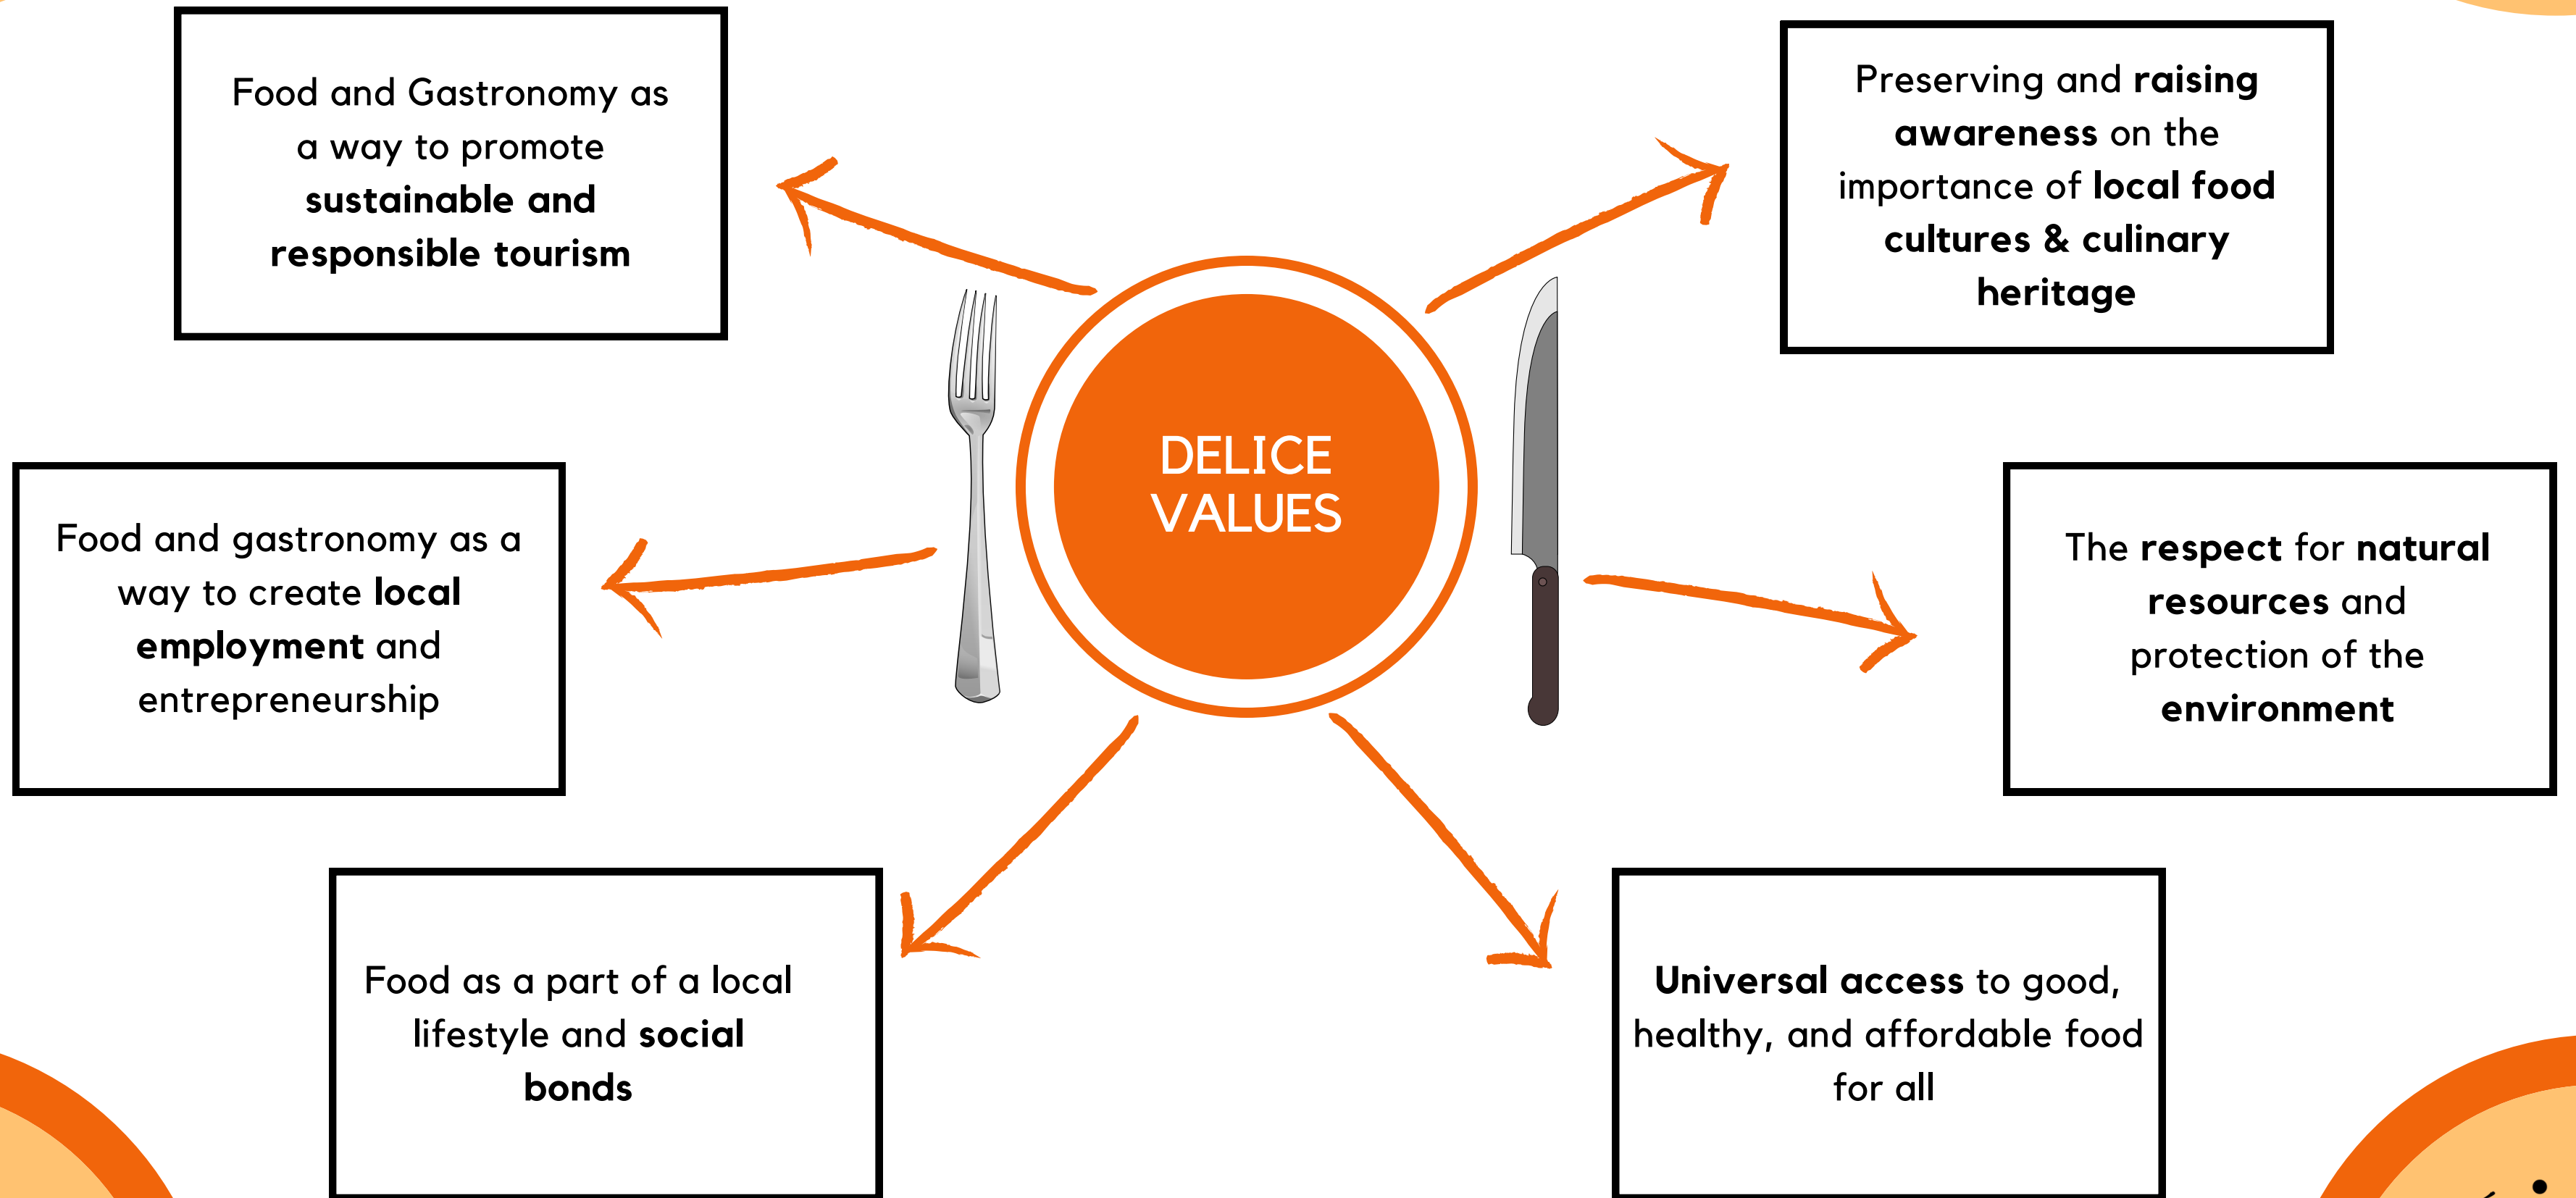 Food and Gastronomy as
a way to promote
sustainable and
responsible tourism
Preserving and raising
awareness on the
importance of local food
cultures & culinary
heritage
DELICE
VALUES
Food and gastronomy as a
way to create local
employment and
entrepreneurship
The respect for natural
resources and
protection of the
environment
Food as a part of a local
lifestyle and social
bonds
Universal access to good,
healthy, and affordable food
for all